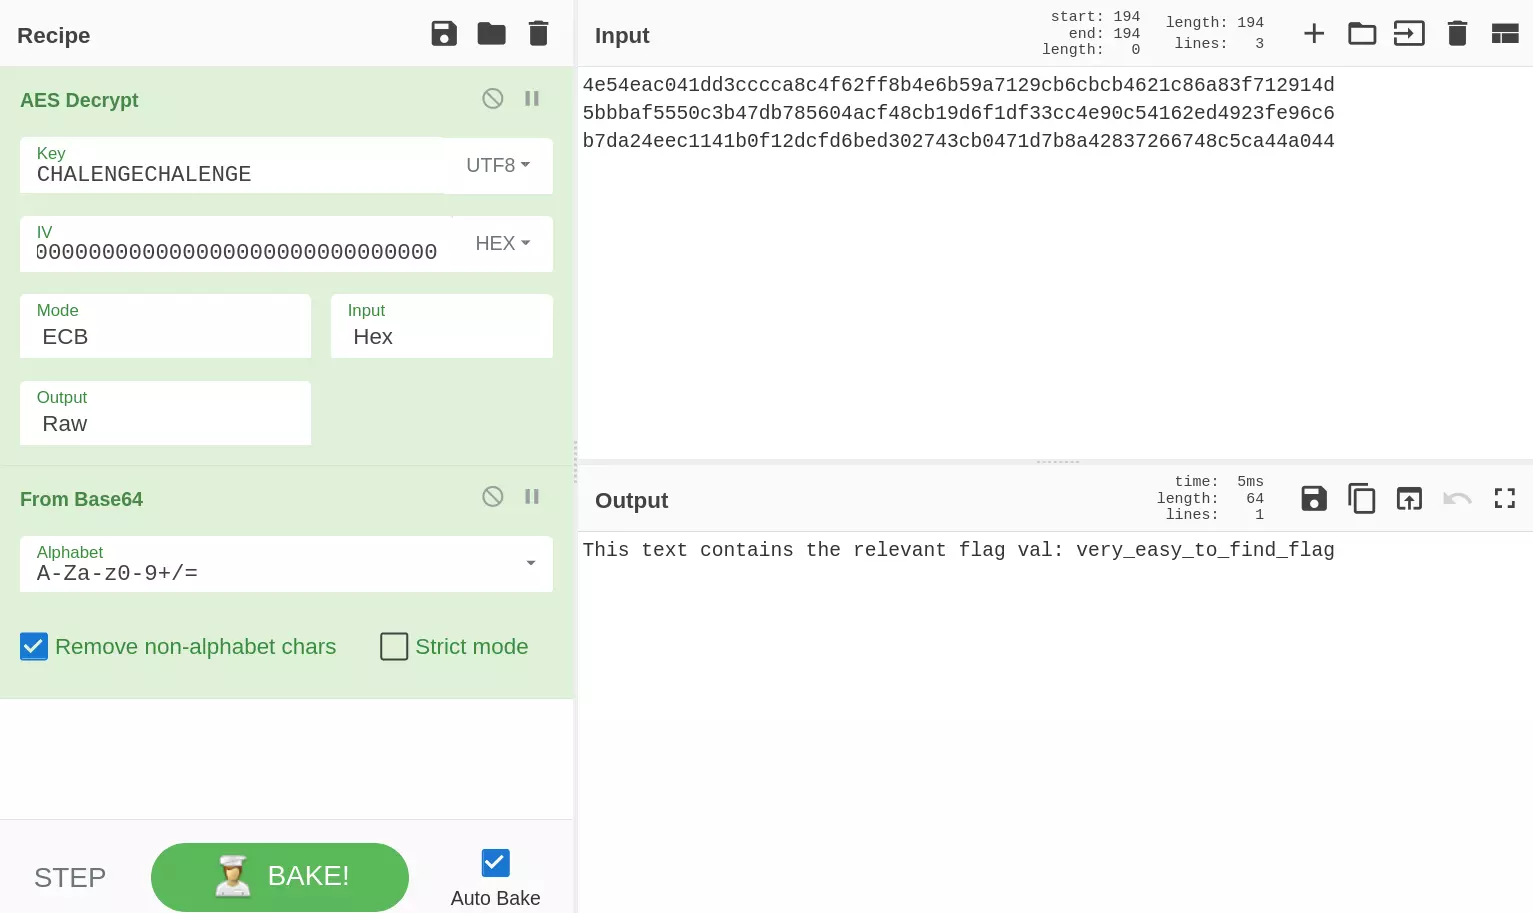 Recipe
AES Decrypt
Key
CHALENGECHALENGE
UTF8
IV
00000000000000000000000000000000
HEX
Mode
ECB
Input
Hex
Output
Raw
From Base64
Alphabet
A-Za-z0-9+/=
Remove non-alphabet chars
Strict mode
STEP
BAKE!
Auto Bake
Input
start: 194
end: 194
length: 0
length: 194
lines: 3
4e54eac041dd3cccca8c4f62ff8b4e6b59a7129cb6cbcb4621c86a83f712914d
5bbbaf5550c3b47db785604acf48cb19d6f1df33cc4e90c54162ed4923fe96c6
b7da24eec1141b0f12dcfd6bed302743cb0471d7b8a42837266748c5ca44a044
Output
time: 5ms
length: 64
lines: 1
This text contains the relevant flag val: very_easy_to_find_flag